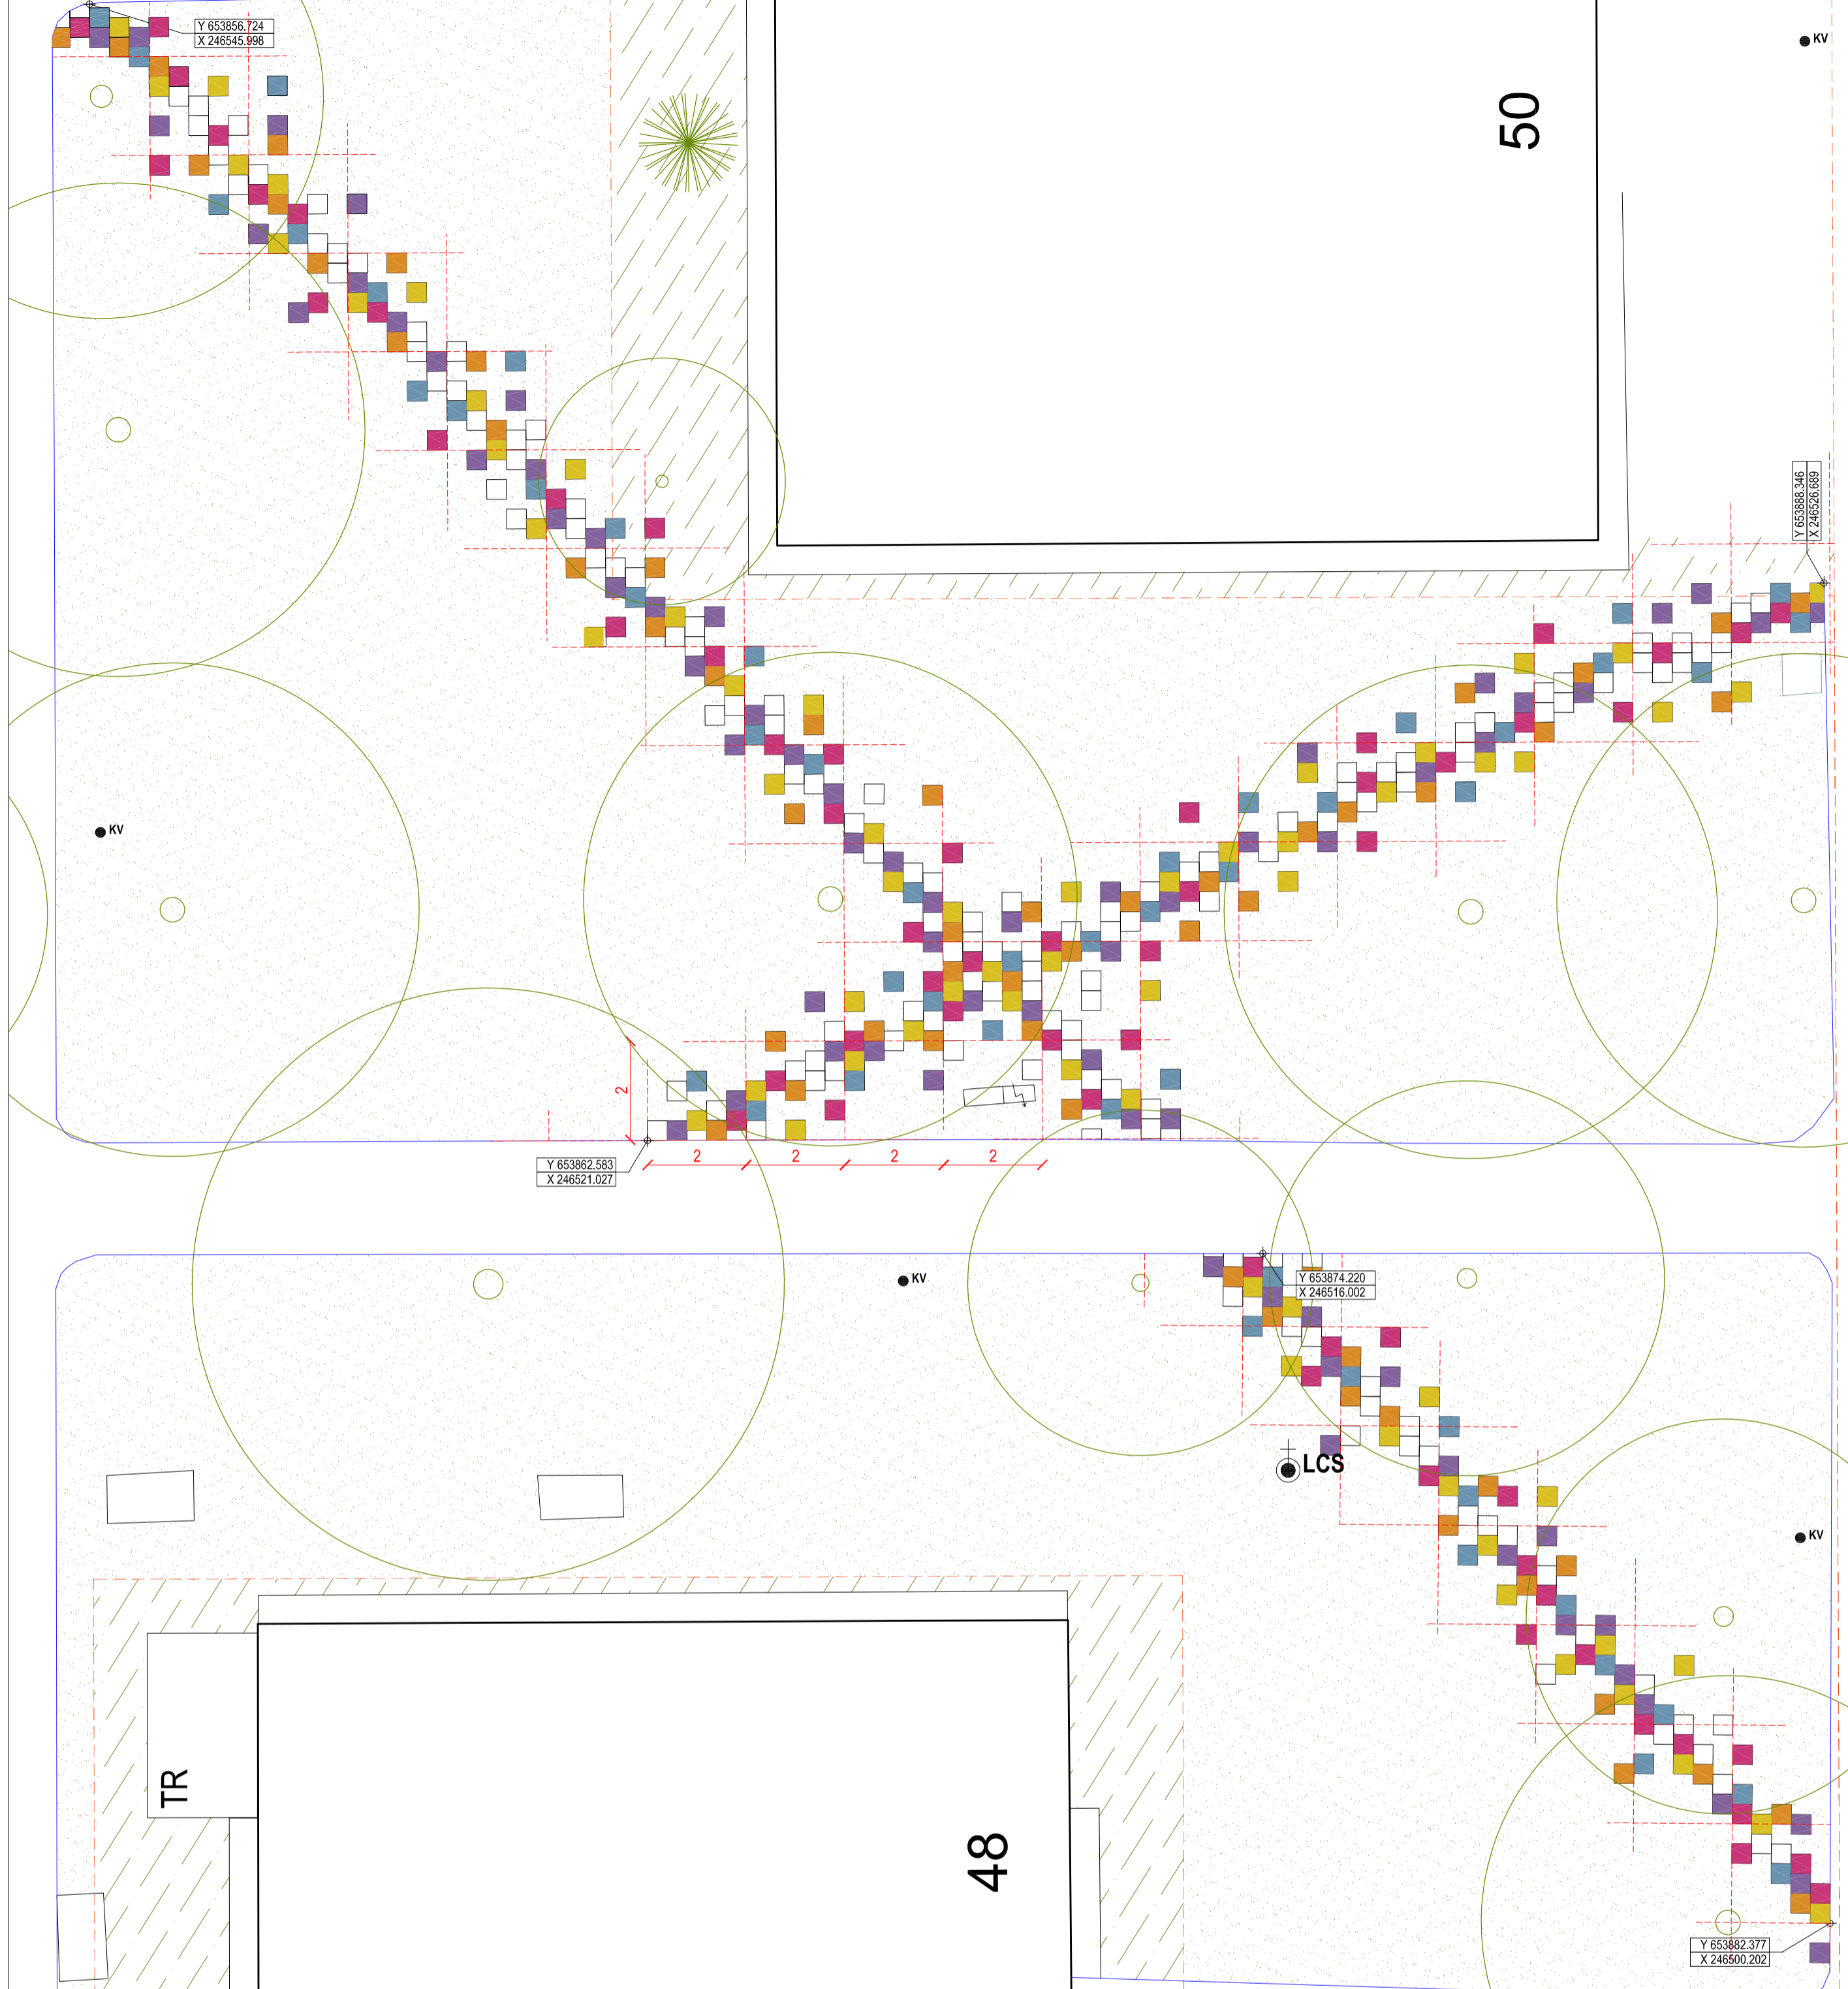 Y 653856.724
X 246545.998
KV
50
Y 653888.346
X 246526.689
KV
2
2
2
2
2
Y 653862.583
X 246521.027
KV
Y 653874.220
X 246516.002
LCS
KV
TR
48
Y 653882.377
X 246500.202